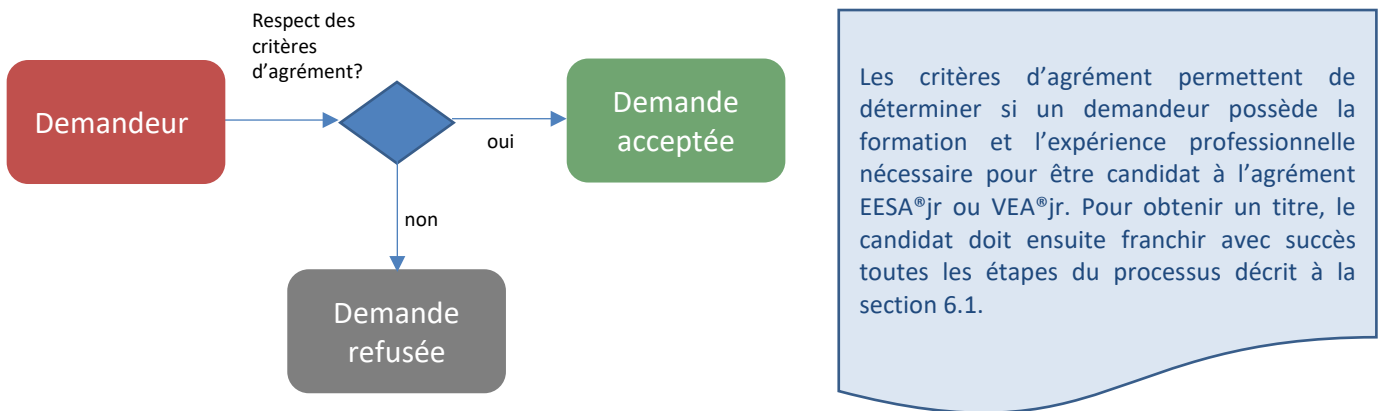 Respect des
critères
d’agrément?
Demandeur
oui
Demande
acceptée
non
Demande
refusée
Les critères d’agrément permettent de
déterminer si un demandeur possède la
formation et l’expérience professionnelle
nécessaire pour être candidat à l’agrément
EESA®jr ou VEA®jr. Pour obtenir un titre, le
candidat doit ensuite franchir avec succès
toutes les étapes du processus décrit à la
section 6.1.